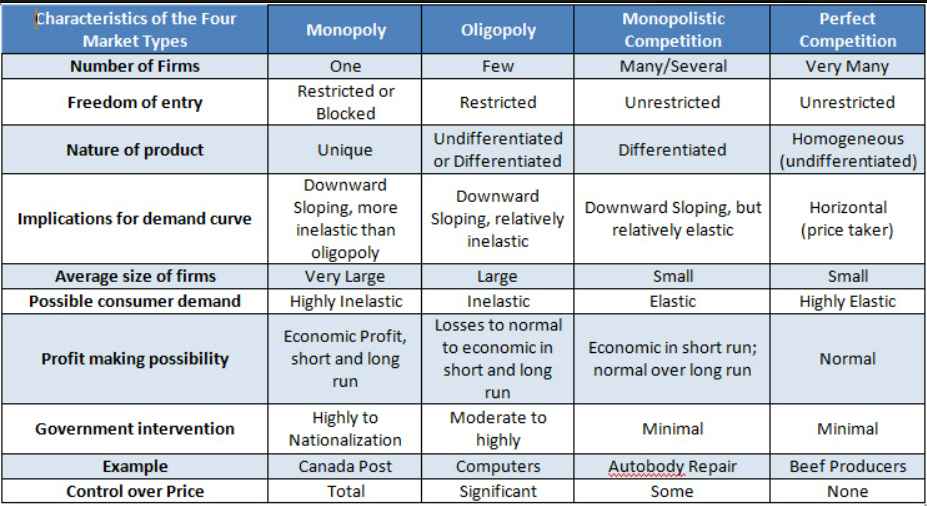 Characteristics of the Four
Market Types
Monopoly
Oligopoly
Monopolistic
Competition
Perfect
Competition
Number of Firms
One
Few
Many/Several
Very Many
Freedom of entry
Restricted or
Blocked
Restricted
Unrestricted
Unrestricted
Nature of product
Unique
Undifferentiated
or Differentiated
Differentiated
Homogeneous
(undifferentiated)
Implications for demand curve
Downward
Sloping, more
inelastic than
oligopoly
Downward
Sloping, relatively
inelastic
Downward Sloping, but
relatively elastic
Horizontal
(price taker)
Average size of firms
Very Large
Large
Small
Small
Possible consumer demand
Highly Inelastic
Inelastic
Elastic
Highly Elastic
Profit making possibility
Economic Profit,
short and long
run
Losses to normal
to economic in
short and long
run
Economic in short run;
normal over long run
Normal
Government intervention
Highly to
Nationalization
Moderate to
highly
Minimal
Minimal
Example
Canada Post
Computers
Autobody Repair
Beef Producers
Control over Price
Total
Significant
Some
None